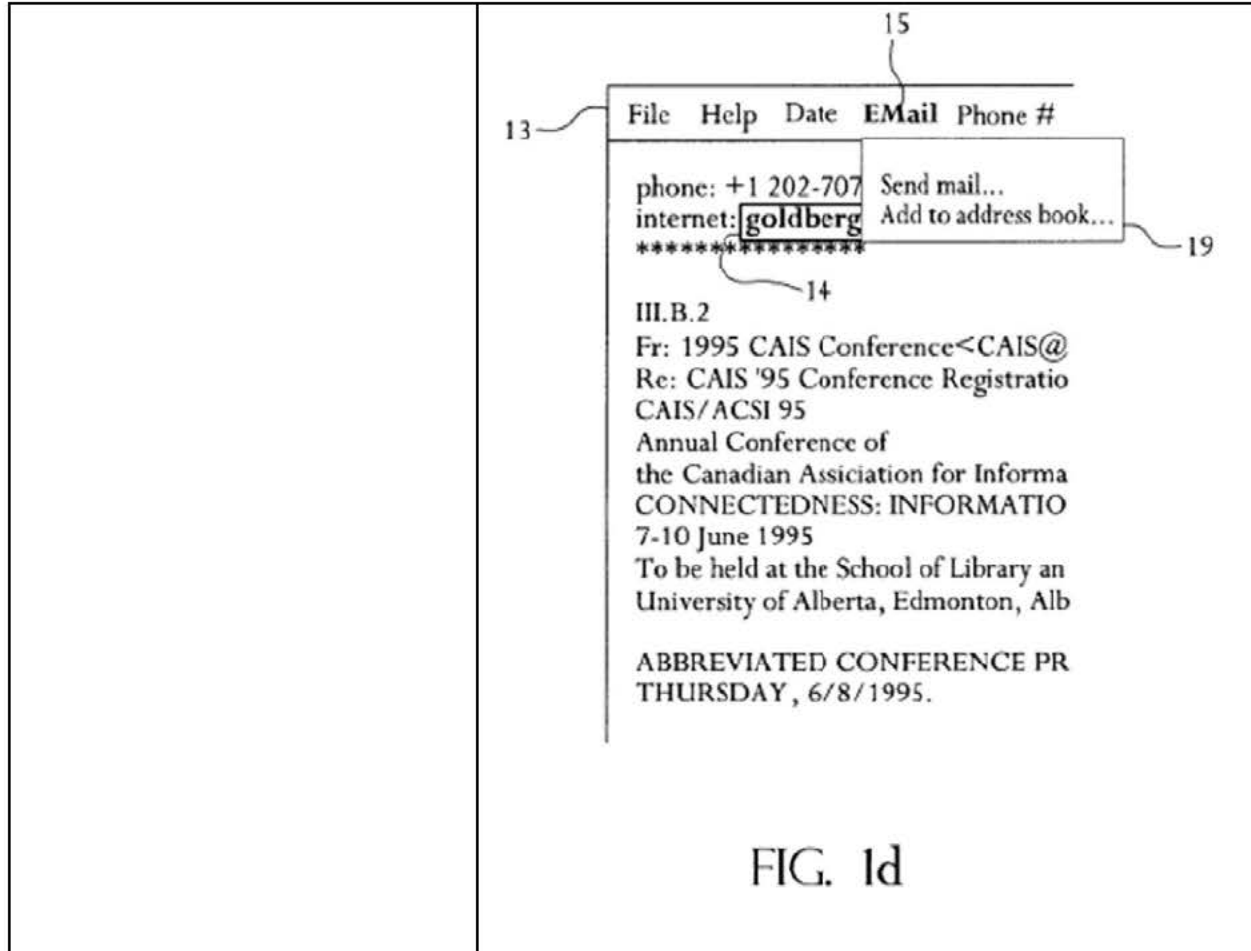 15
13
File Help Date EMail Phone #
phone: +1 202-707
internet: goldberg
Send mail...
Add to address book...
19
***************
14
III.B.2
Fr: 1995 CAIS Conference<CAIS@
Re: CAIS '95 Conference Registratio
CAIS/ACSI 95
Annual Conference of
the Canadian Assiciation for Informa
CONNECTEDNESS: INFORMATIO
7-10 June 1995
To be held at the School of Library an
University of Alberta, Edmonton, Alb
ABBREVIATED CONFERENCE PR
THURSDAY, 6/8/1995.
FIG. 1d